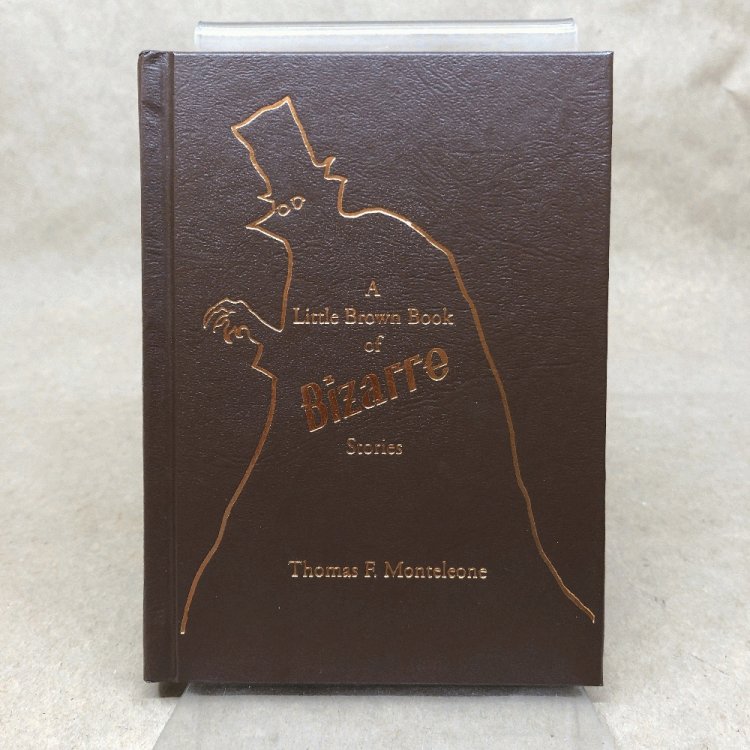 A
Little Brown Book
of
Bizarre
Stories
Thomas F. Monteleone